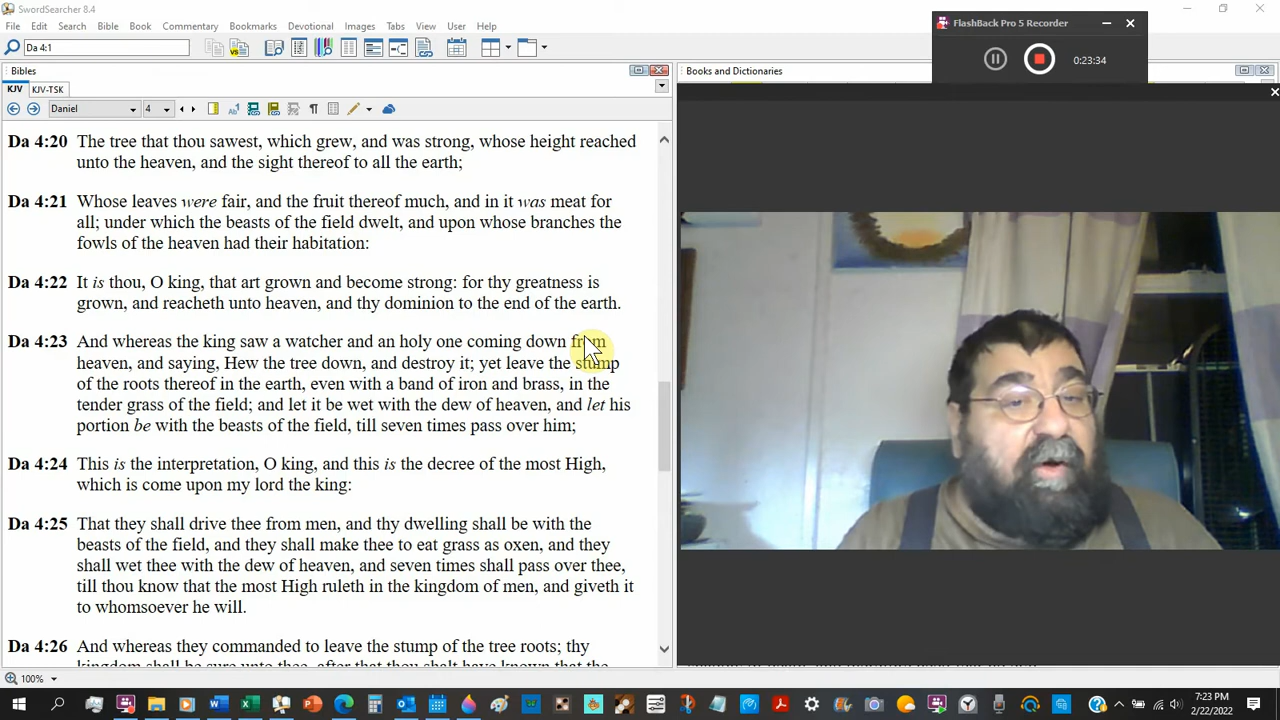 SwordSearcher 8.4
File Edit Search Bible Book Commentary Bookmarks Devotional Images Tabs View User Help
FlashBack Pro 5 Recorder
Da 4:1
0:23:34
Bibles
Books and Dictionaries
KJV KJV-TSK
Daniel 4
Da 4:20 The tree that thou sawest, which grew, and was strong, whose height reached
unto the heaven, and the sight thereof to all the earth;
Da 4:21 Whose leaves were fair, and the fruit thereof much, and in it was meat for
all; under which the beasts of the field dwelt, and upon whose branches the
fowls of the heaven had their habitation:
Da 4:22 It is thou, O king, that art grown and become strong: for thy greatness is
grown, and reacheth unto heaven, and thy dominion to the end of the earth.
Da 4:23 And whereas the king saw a watcher and an holy one coming down from
heaven, and saying, Hew the tree down, and destroy it; yet leave the stump
of the roots thereof in the earth, even with a band of iron and brass, in the
tender grass of the field; and let it be wet with the dew of heaven, and let his
portion be with the beasts of the field, till seven times pass over him;
Da 4:24 This is the interpretation, O king, and this is the decree of the most High,
which is come upon my lord the king:
Da 4:25 That they shall drive thee from men, and thy dwelling shall be with the
beasts of the field, and they shall make thee to eat grass as oxen, and they
shall wet thee with the dew of heaven, and seven times shall pass over thee,
till thou know that the most High ruleth in the kingdom of men, and giveth it
to whomsoever he will.
Da 4:26 And whereas they commanded to leave the stump of the tree roots; thy
kingdom shall be sure unto thee, after that thou shalt have known that the
100%
7:23 PM
2/22/2022